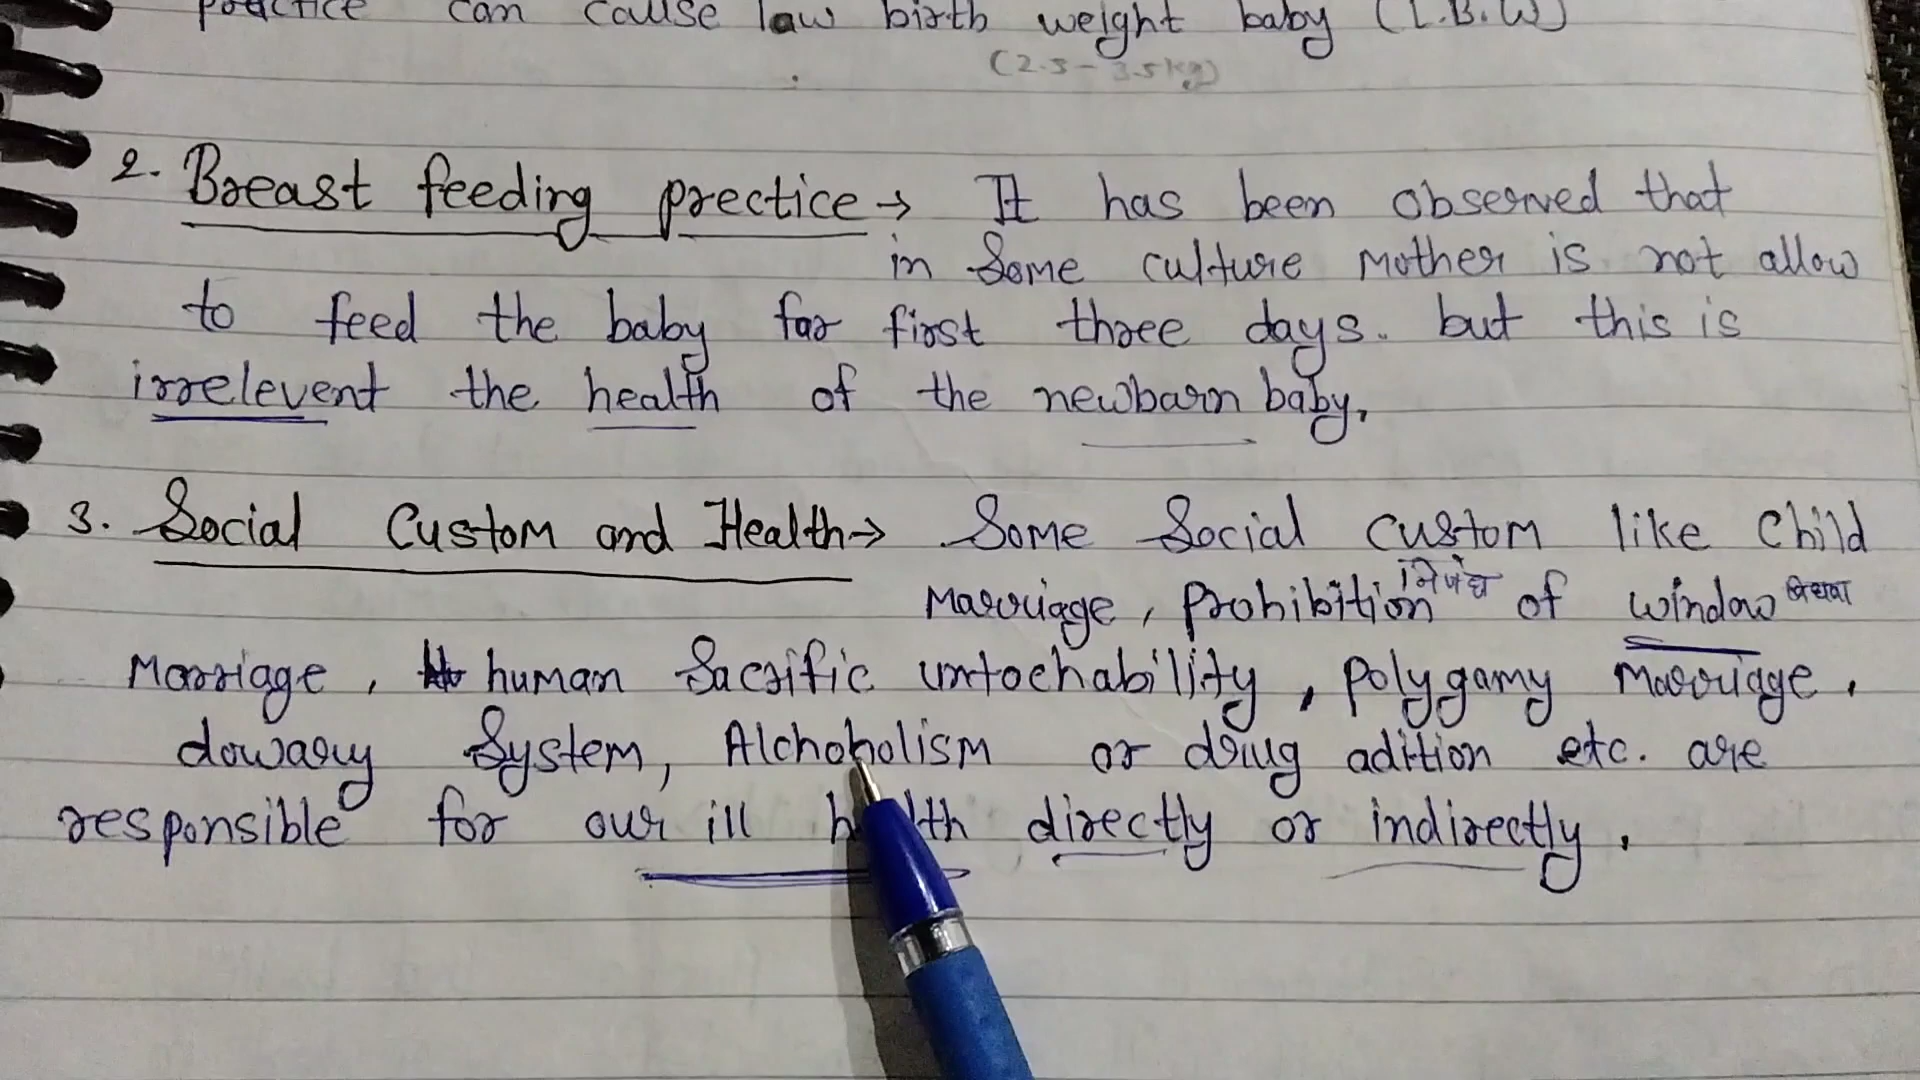 practice can cause law birth weight baby (L.B.W)
(2.5-3.5kg)
2. Breast feeding prectice → It has been observed that
in Some culture Mother is not allow
to feed the baby far first three days. but this is
irrelevent the health of the newbarn baby.
3. Social Custom and Health → Some Social custom like Child
निषेध
Marriage, Prohibition of window विधवा
Marriage, human Sacrific untochability, Polygamy Marriage,
dowary System, Alchoholism or drug adition etc. are
responsible for our ill health directly or indirectly.